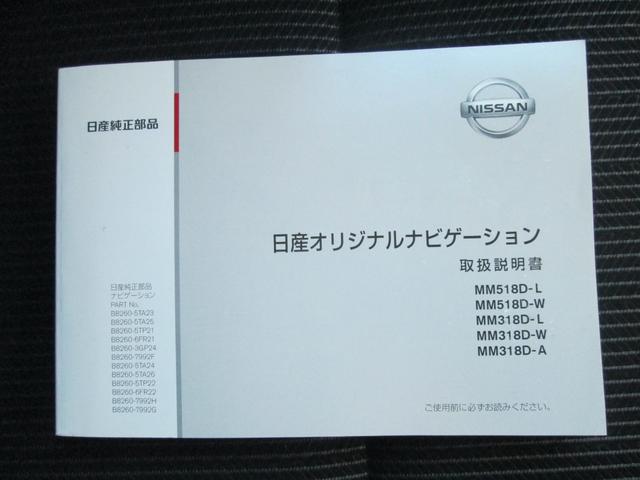 日産純正部品
NISSAN
日産オリジナルナビゲーション
取扱説明書
MM518D-L
MM518D-W
MM318D-L
MM318D-W
MM318D-A
日産純正部品
ナビゲーション
PART No.
B8260-5TA23
B8260-5TA25
B8260-5TP21
B8260-6FR21
B8260-3GP24
B8260-7992F
B8260-5TA24
B8260-5TA26
B8260-5TP22
B8260-6FR22
B8260-7992H
B8260-7992G
ご使用前に必ずお読みください。